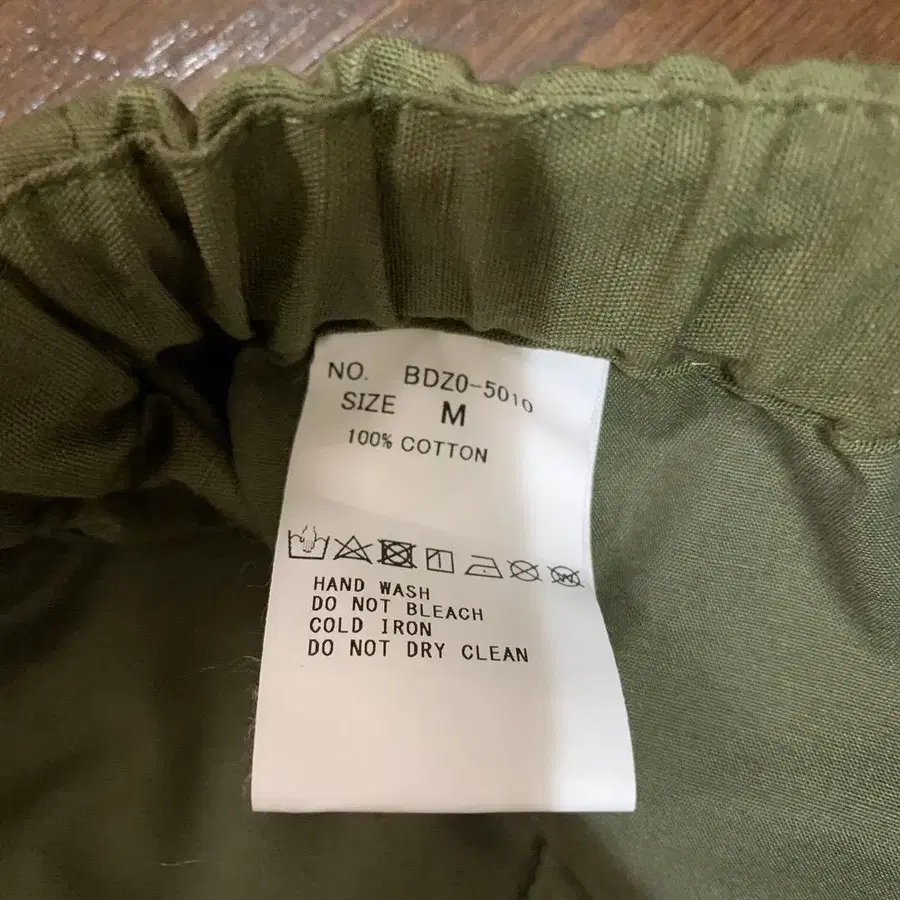 NO. BDZ0-5010
SIZE M
100% COTTON
HAND WASH
DO NOT BLEACH
COLD IRON
DO NOT DRY CLEAN